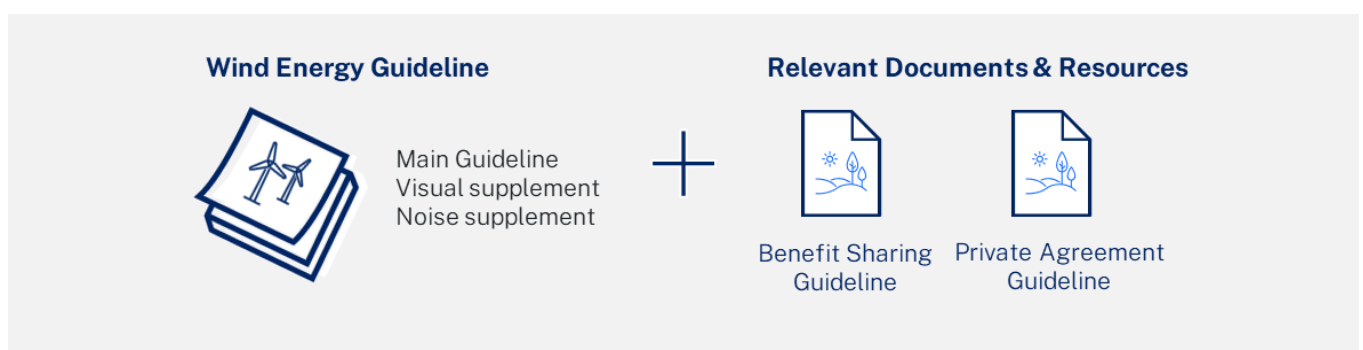 Wind Energy Guideline
Main Guideline
Visual supplement
Noise supplement
Relevant Documents & Resources
Benefit Sharing
Guideline
Private Agreement
Guideline